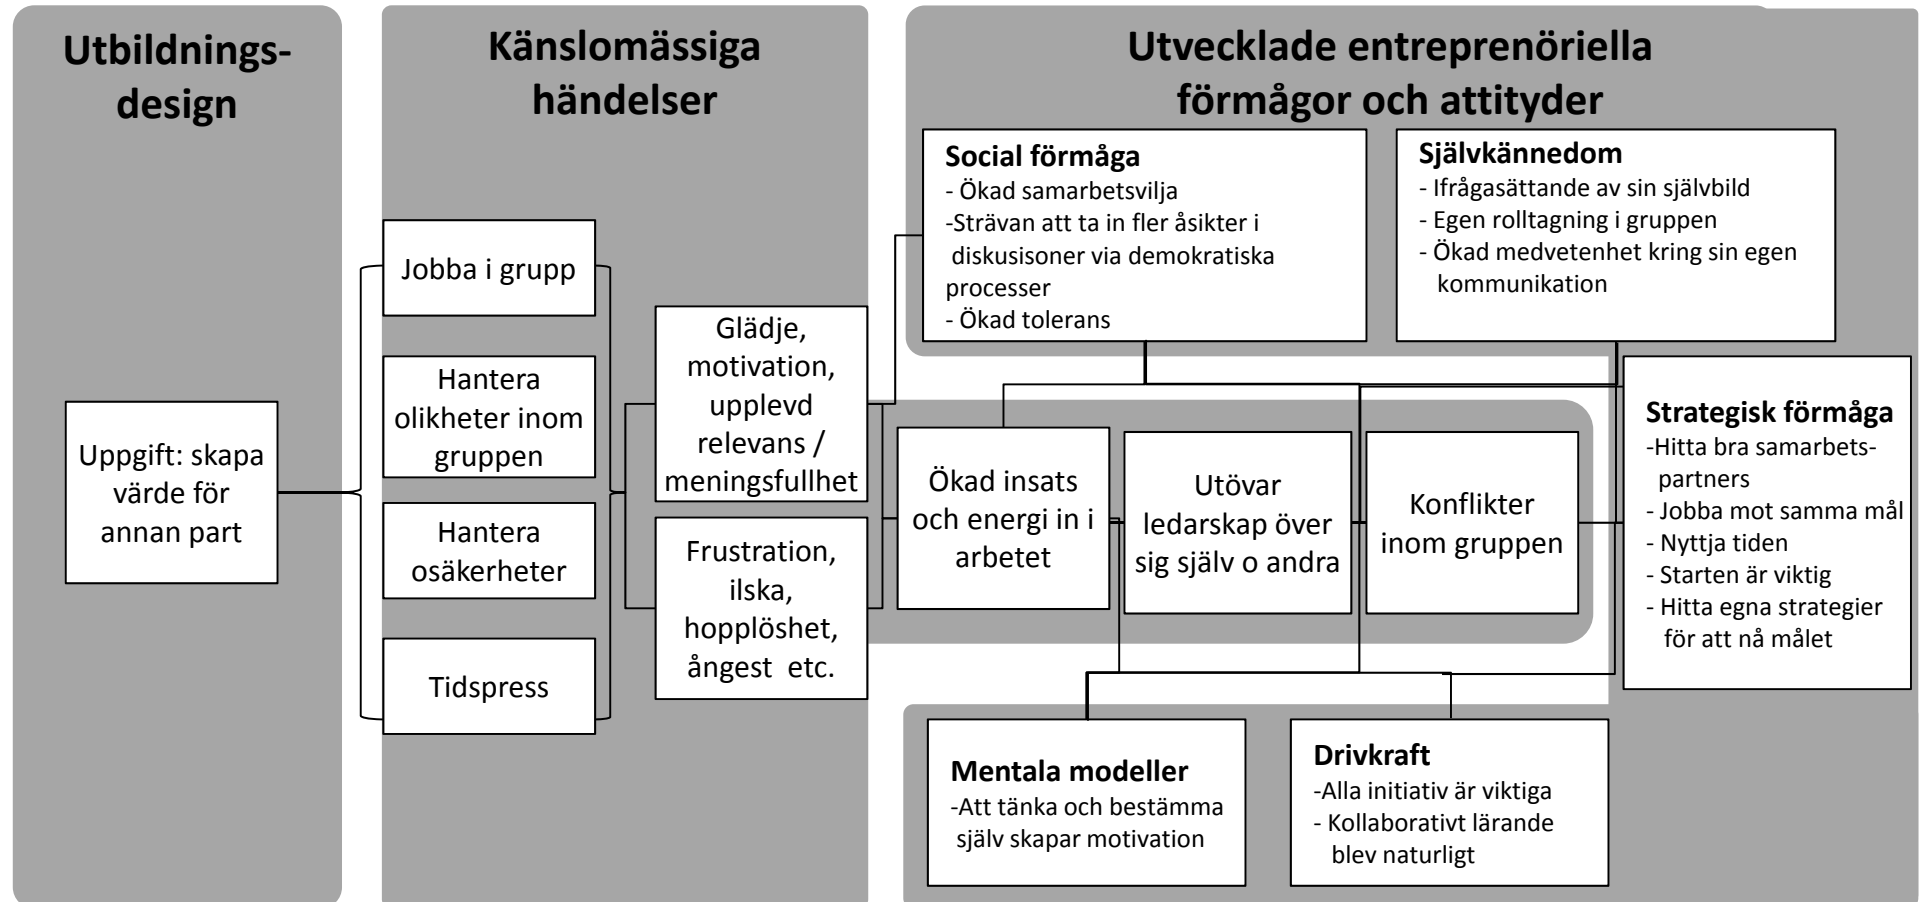 Utbildnings-
design
Känslomässiga
händelser
Utvecklade entreprenöriella
förmågor och attityder
Uppgift: skapa
värde för
annan part
Jobba i grupp
Hantera
olikheter inom
gruppen
Hantera
osäkerheter
Tidspress
Glädje,
motivation,
upplevd
relevans /
meningsfullhet
Frustration,
ilska,
hopplöshet,
ångest etc.
Social förmåga
- Ökad samarbetsvilja
-Strävan att ta in fler åsikter i
diskusisoner via demokratiska
processer
- Ökad tolerans
Självkännedom
- Ifrågasättande av sin självbild
- Egen rolltagning i gruppen
- Ökad medvetenhet kring sin egen
kommunikation
Ökad insats
och energi in i
arbetet
Utövar
ledarskap över
sig själv o andra
Konflikter
inom gruppen
Strategisk förmåga
-Hitta bra samarbets-
partners
- Jobba mot samma mål
- Nyttja tiden
- Starten är viktig
- Hitta egna strategier
för att nå målet
Mentala modeller
-Att tänka och bestämma
själv skapar motivation
Drivkraft
-Alla initiativ är viktiga
- Kollaborativt lärande
blev naturligt